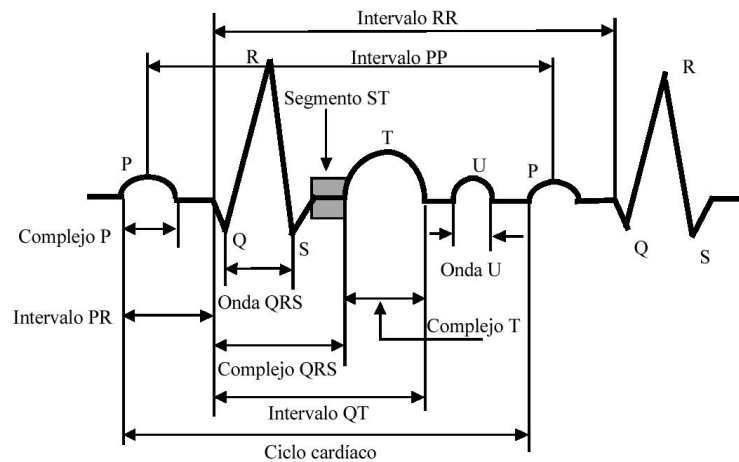 Intervalo RR
R
Intervalo PP
R
Segmento ST
T
P
U
P
Complejo P
Q
S
Q
S
Onda U
Onda QRS
Intervalo PR
Complejo T
Complejo QRS
Intervalo QT
Ciclo cardíaco